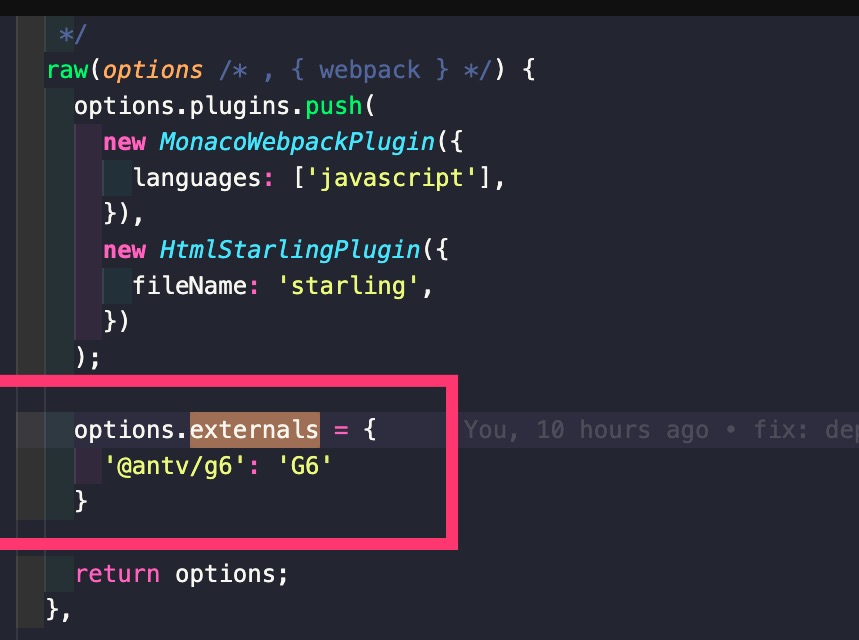 */
raw(options /* , { webpack } */) {
options.plugins.push(
new MonacoWebpackPlugin({
languages: ['javascript'],
}),
new HtmlStarlingPlugin({
fileName: 'starling',
})
);
options.externals = { You, 10 hours ago • fix: dep
'@antv/g6': 'G6'
}
return options;
},